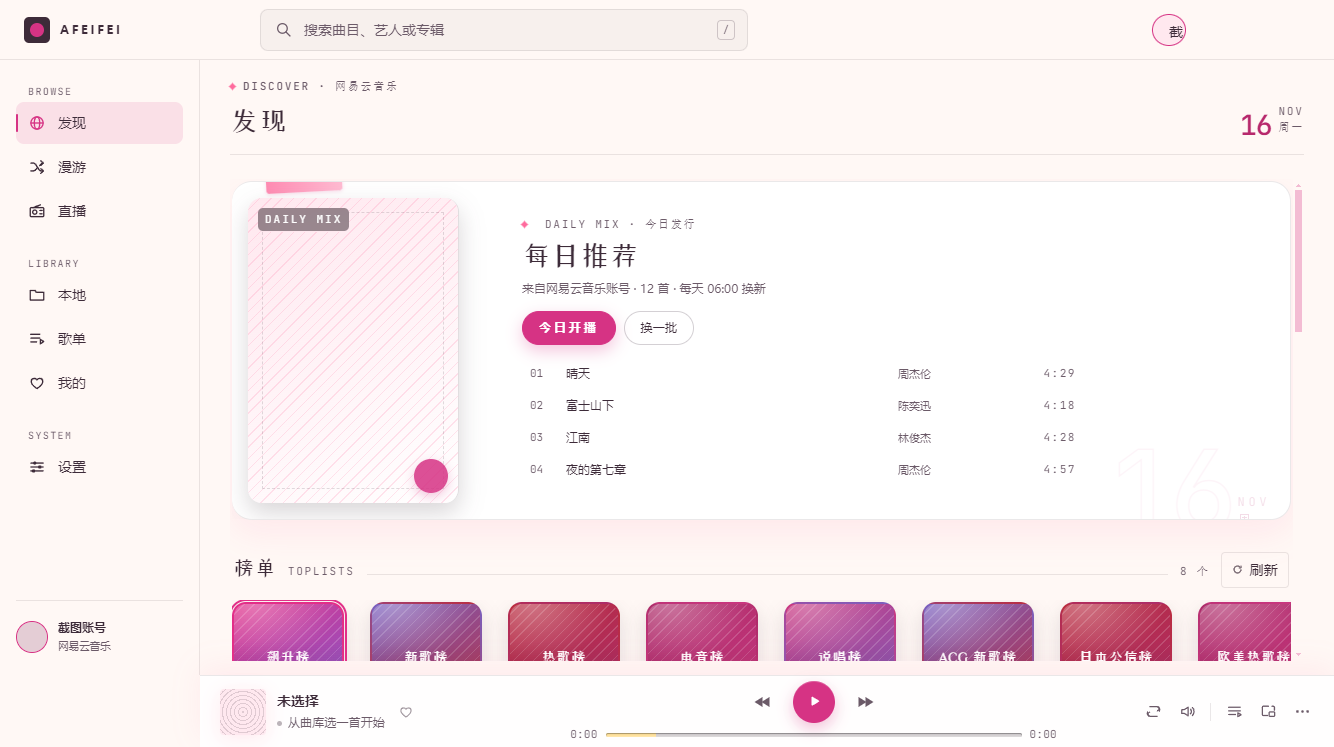 AFEIFEI
搜索曲目、艺人或专辑
/
截
BROWSE
发现
漫游
直播
LIBRARY
本地
歌单
我的
SYSTEM
设置
截图账号
网易云音乐
DISCOVER · 网易云音乐
发现
16
NOV
周一
DAILY MIX
DAILY MIX · 今日发行
每日推荐
来自网易云音乐账号 · 12 首 · 每天 06:00 换新
今日开播
换一批
01 晴天 周杰伦 4:29
02 富士山下 陈奕迅 4:18
03 江南 林俊杰 4:28
04 夜的第七章 周杰伦 4:57
16
NOV
榜单 TOPLISTS
8 个
刷新
飙升榜
新歌榜
热歌榜
电音榜
说唱榜
ACG 新歌榜
日本公信榜
欧美热歌榜
未选择
从曲库选一首开始
0:00
0:00